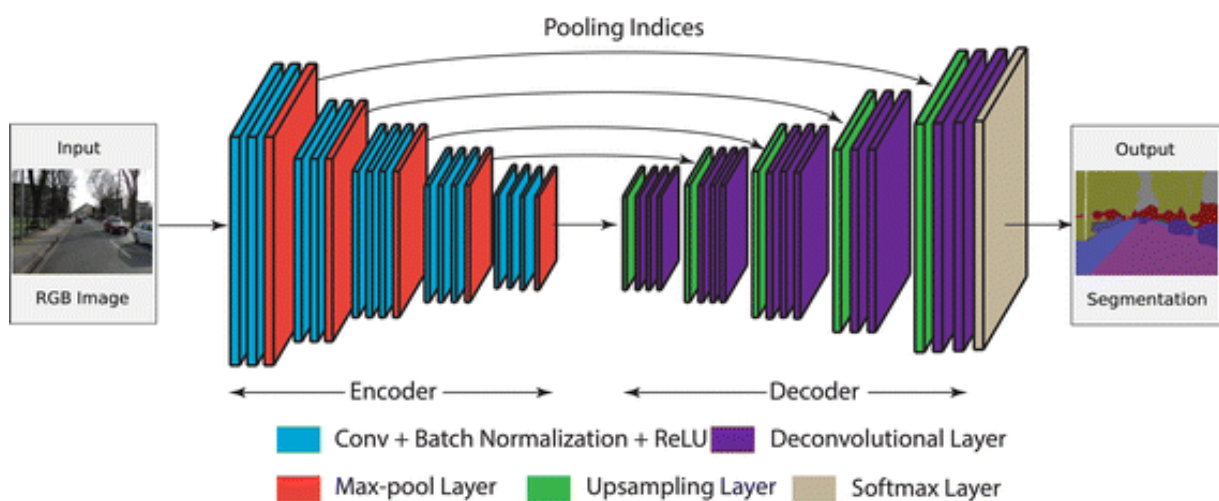 Pooling Indices
Input
RGB Image
Output
Segmentation
Encoder
Decoder
Conv + Batch Normalization + ReLU
Deconvolutional Layer
Max-pool Layer
Upsampling Layer
Softmax Layer